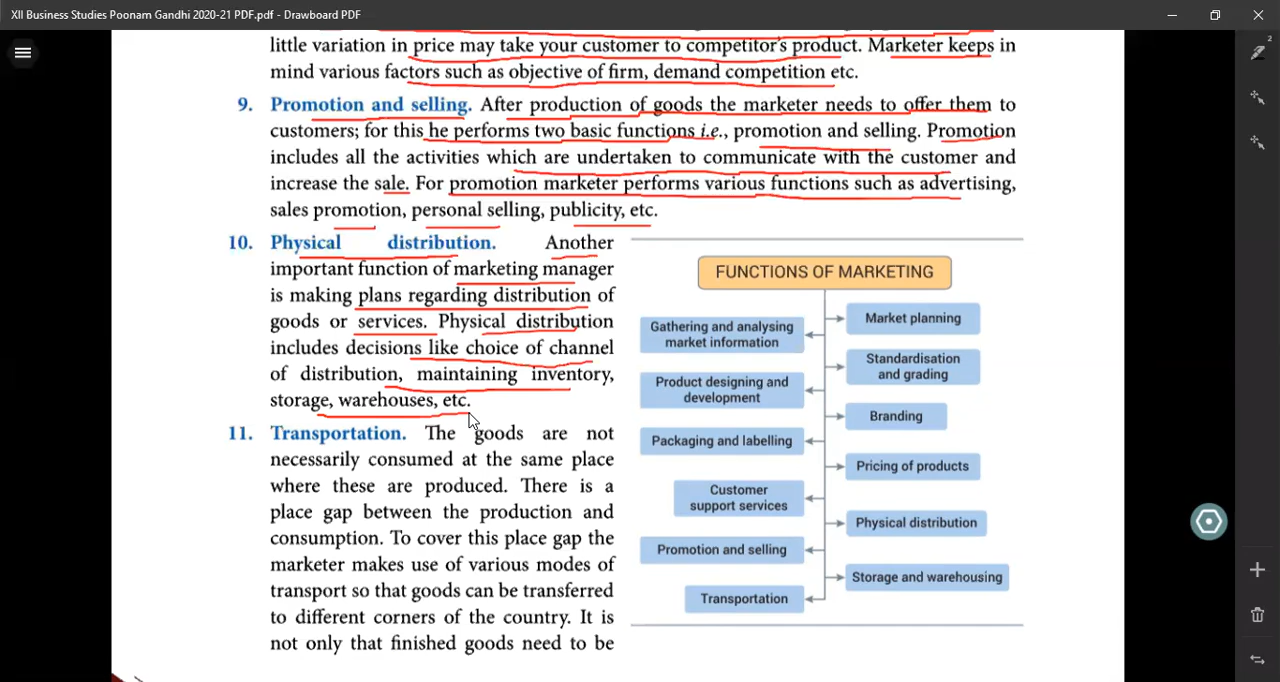 XII Business Studies Poonam Gandhi 2020-21 PDF.pdf - Drawboard PDF
2
little variation in price may take your customer to competitor's product. Marketer keeps in
mind various factors such as objective of firm, demand competition etc.
9. Promotion and selling. After production of goods the marketer needs to offer them to
customers; for this he performs two basic functions i.e., promotion and selling. Promotion
includes all the activities which are undertaken to communicate with the customer and
increase the sale. For promotion marketer performs various functions such as advertising,
sales promotion, personal selling, publicity, etc.
10. Physical distribution. Another
important function of marketing manager
is making plans regarding distribution of
goods or services. Physical distribution
includes decisions like choice of channel
of distribution, maintaining inventory,
storage, warehouses, etc.
11. Transportation. The goods are not
necessarily consumed at the same place
where these are produced. There is a
place gap between the production and
consumption. To cover this place gap the
marketer makes use of various modes of
transport so that goods can be transferred
to different corners of the country. It is
not only that finished goods need to be
FUNCTIONS OF MARKETING
Market planning
Gathering and analysing
market information
Standardisation
and grading
Product designing and
development
Branding
Packaging and labelling
Pricing of products
Customer
support services
Physical distribution
Promotion and selling
Storage and warehousing
Transportation